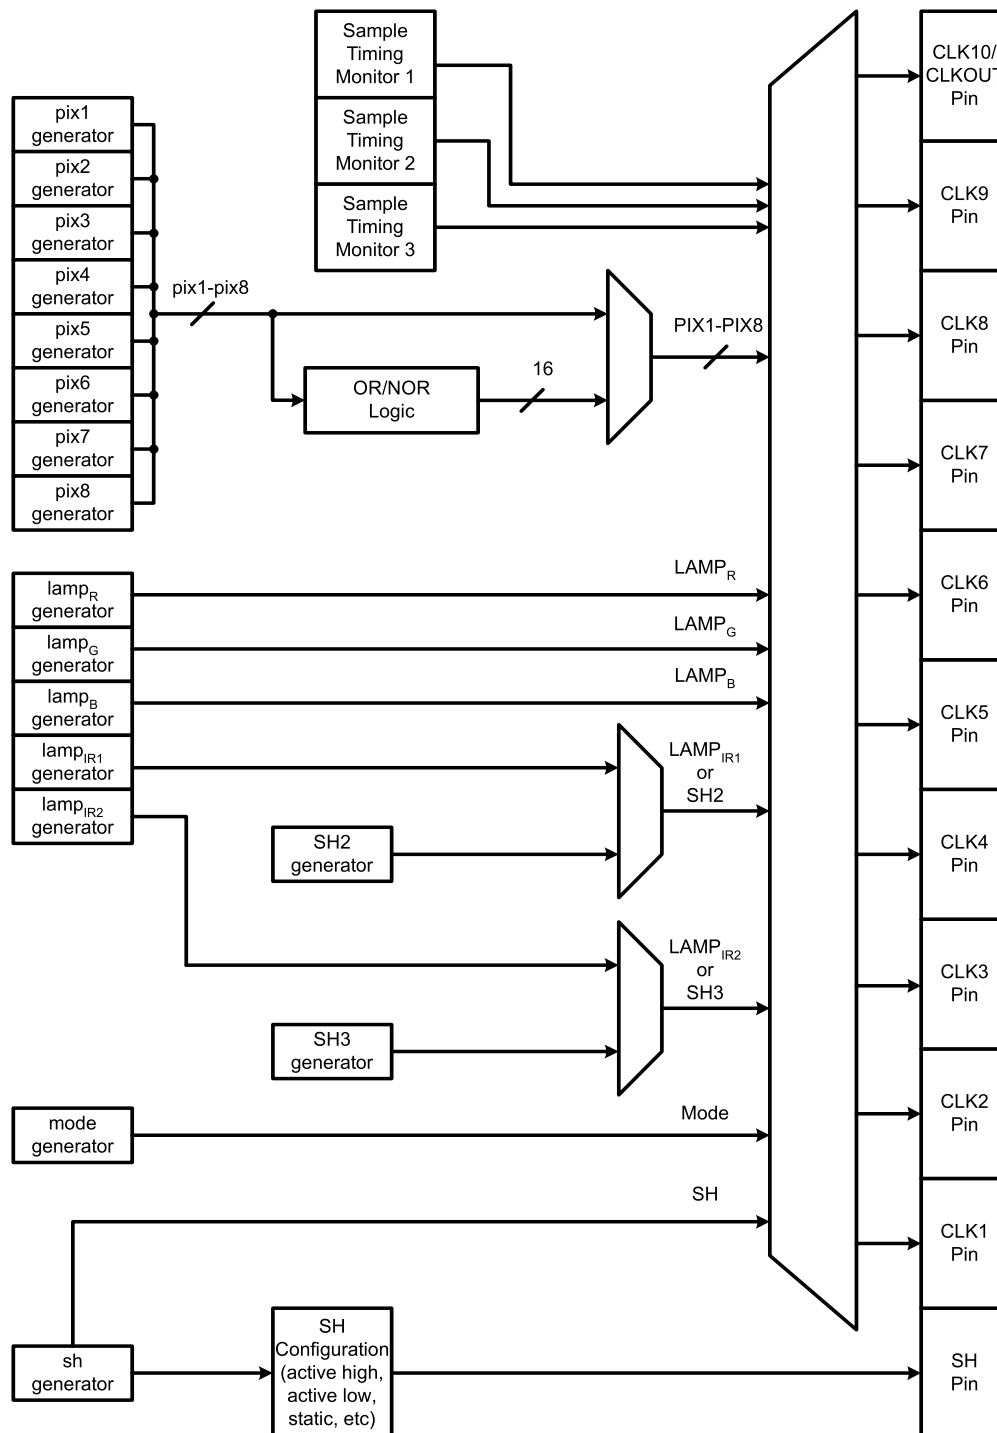 Sample
Timing
Monitor 1
Sample
Timing
Monitor 2
Sample
Timing
Monitor 3
pix1
generator
pix2
generator
pix3
generator
pix4
generator
pix5
generator
pix6
generator
pix7
generator
pix8
generator
pix1-pix8
OR/NOR
Logic
16
PIX1-PIX8
lampR
generator
lampG
generator
lampB
generator
lampIR1
generator
lampIR2
generator
LAMPR
LAMPG
LAMPB
LAMPIR1
or
SH2
SH2
generator
LAMPIR2
or
SH3
SH3
generator
mode
generator
Mode
SH
sh
generator
SH
Configuration
(active high,
active low,
static, etc)
CLK10/
CLKOUT
Pin
CLK9
Pin
CLK8
Pin
CLK7
Pin
CLK6
Pin
CLK5
Pin
CLK4
Pin
CLK3
Pin
CLK2
Pin
CLK1
Pin
SH
Pin